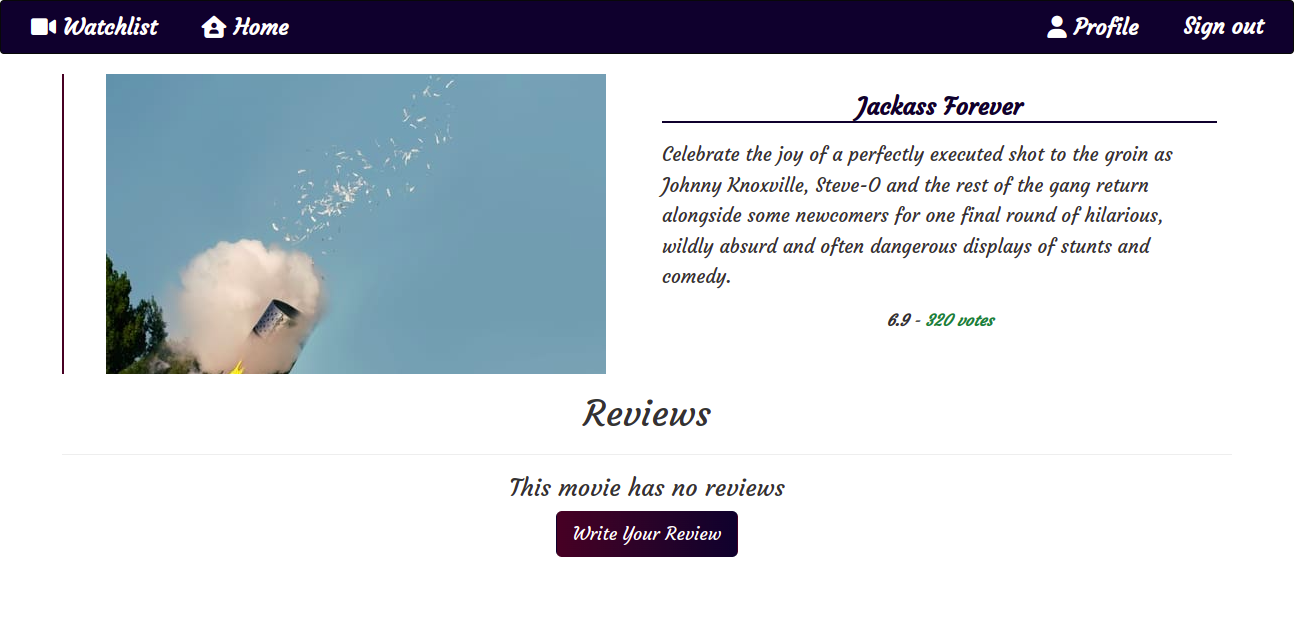 Watchlist Home Profile Sign out
Jackass Forever
Celebrate the joy of a perfectly executed shot to the groin as
Johnny Knoxville, Steve-O and the rest of the gang return
alongside some newcomers for one final round of hilarious,
wildly absurd and often dangerous displays of stunts and
comedy.
6.9 - 320 votes
Reviews
This movie has no reviews
Write Your Review